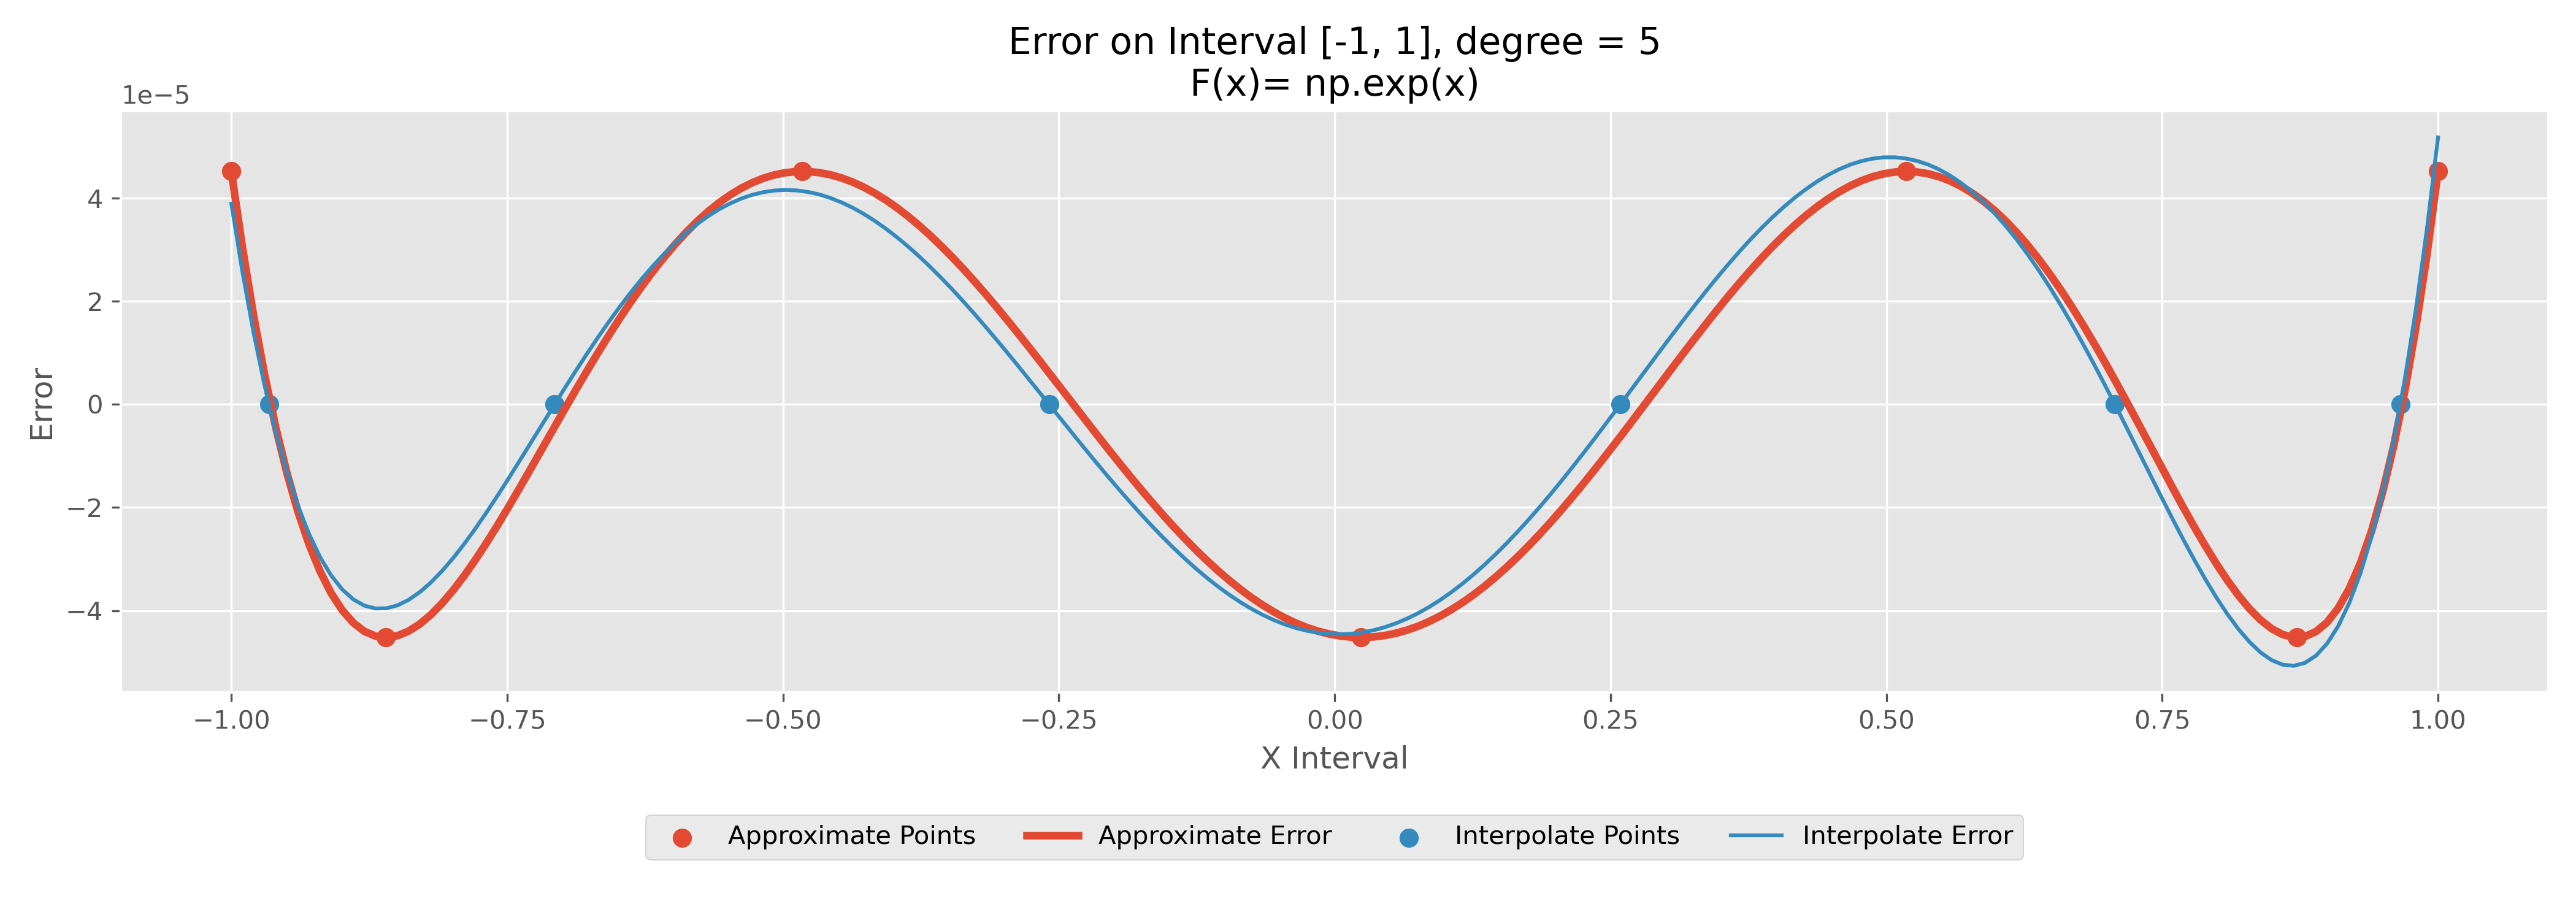 Error on Interval [-1, 1], degree = 5
F(x)= np.exp(x)
1e−5
4
2
0
−2
−4
Error
−1.00 −0.75 −0.50 −0.25 0.00 0.25 0.50 0.75 1.00
X Interval
Approximate Points Approximate Error Interpolate Points Interpolate Error